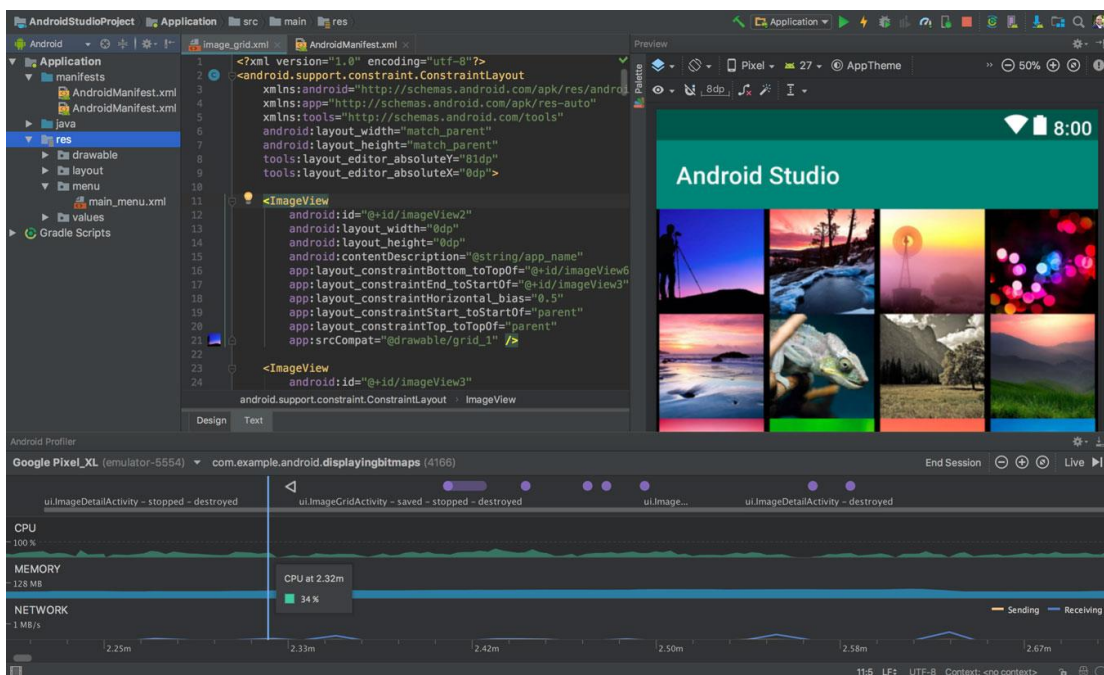 AndroidStudioProject Application src main res
Application
Android
image_grid.xml AndroidManifest.xml
Preview
Application
manifests
AndroidManifest.xml
AndroidManifest.xml
java
res
drawable
layout
menu
main_menu.xml
values
Gradle Scripts
1 <?xml version="1.0" encoding="utf-8"?>
2 <android.support.constraint.ConstraintLayout
3 xmlns:android="http://schemas.android.com/apk/res/androi
4 xmlns:app="http://schemas.android.com/apk/res-auto"
5 xmlns:tools="http://schemas.android.com/tools"
6 android:layout_width="match_parent"
7 android:layout_height="match_parent"
8 tools:layout_editor_absoluteY="81dp"
9 tools:layout_editor_absoluteX="0dp">
10
11 <ImageView
12 android:id="@+id/imageView2"
13 android:layout_width="0dp"
14 android:layout_height="0dp"
15 android:contentDescription="@string/app_name"
16 app:layout_constraintBottom_toTopOf="@+id/imageView6
17 app:layout_constraintEnd_toStartOf="@+id/imageView3"
18 app:layout_constraintHorizontal_bias="0.5"
19 app:layout_constraintStart_toStartOf="parent"
20 app:layout_constraintTop_toTopOf="parent"
21 app:srcCompat="@drawable/grid_1" />
22
23 <ImageView
24 android:id="@+id/imageView3"
android.support.constraint.ConstraintLayout ImageView
Design Text
Palette
Pixel 27 AppTheme » 50%
8dp
8:00
Android Studio
Android Profiler
Google Pixel_XL (emulator-5554) com.example.android.displayingbitmaps (4166) End Session Live
ui.ImageDetailActivity – stopped – destroyed ui.ImageGridActivity – saved – stopped – destroyed ui.Image... ui.ImageDetailActivity – destroyed
CPU
100 %
MEMORY
128 MB
CPU at 2.32m
34 %
NETWORK
1 MB/s
Sending Receiving
2.25m 2.33m 2.42m 2.50m 2.58m 2.67m
11:5 LF UTF-8 Context: <no context>